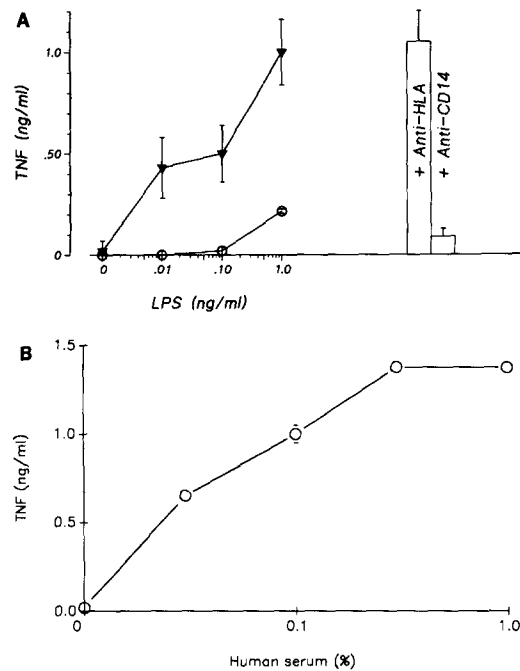 A
TNF (ng/ml)
1.0
.50
0
0 .01 .10 1.0
LPS (ng/ml)
+ Anti-HLA
+ Anti-CD14
B
TNF (ng/ml)
1.5
1.0
0.5
0.0
0 0.1 1.0
Human serum (%)